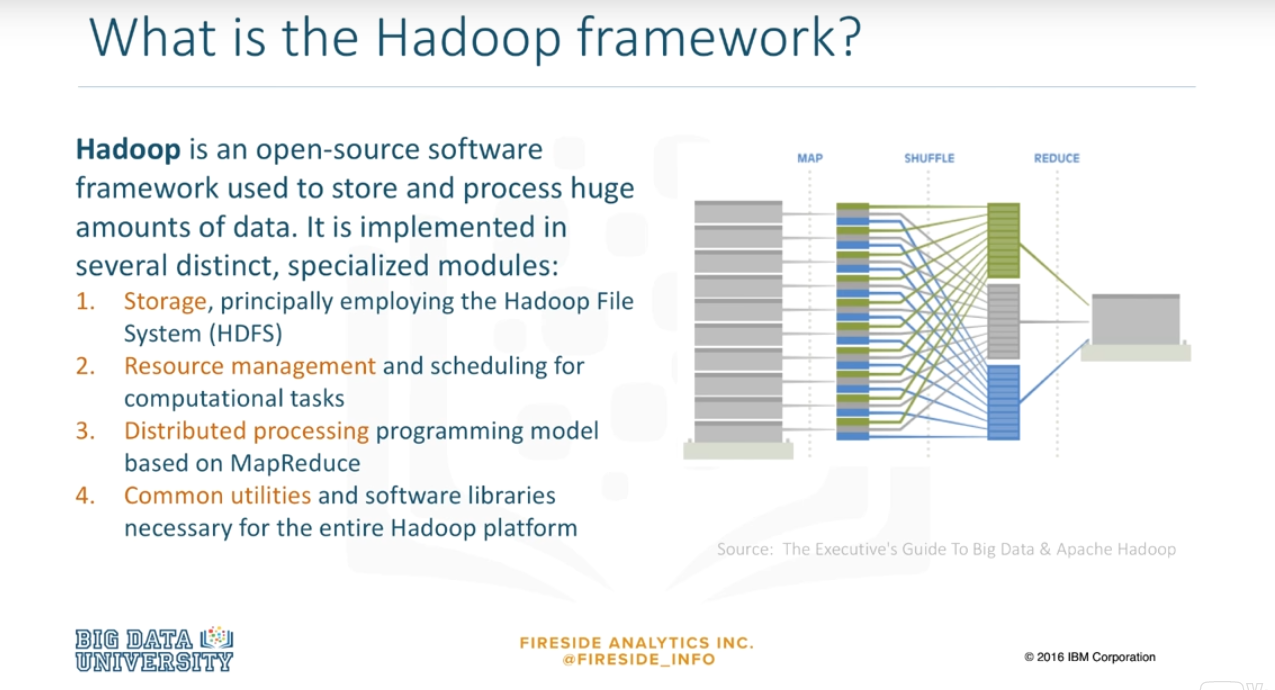 What is the Hadoop framework?
Hadoop is an open-source software
framework used to store and process huge
amounts of data. It is implemented in
several distinct, specialized modules:
1. Storage, principally employing the Hadoop File
System (HDFS)
2. Resource management and scheduling for
computational tasks
3. Distributed processing programming model
based on MapReduce
4. Common utilities and software libraries
necessary for the entire Hadoop platform
MAP SHUFFLE REDUCE
Source: The Executive's Guide To Big Data & Apache Hadoop
BIG DATA
UNIVERSITY
FIRESIDE ANALYTICS INC.
@FIRESIDE_INFO
© 2016 IBM Corporation